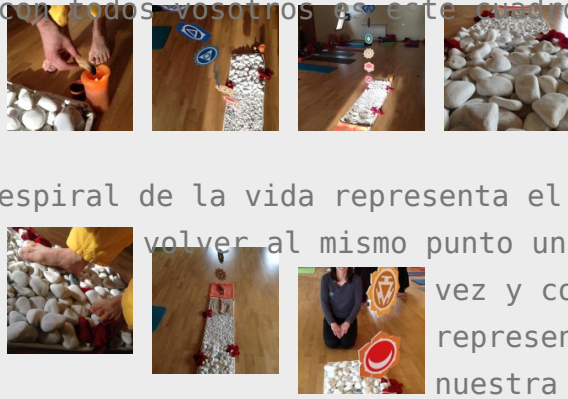 con todos vosotros es este cuadro
espiral de la vida representa el
volver al mismo punto un
vez y co
represen
nuestra